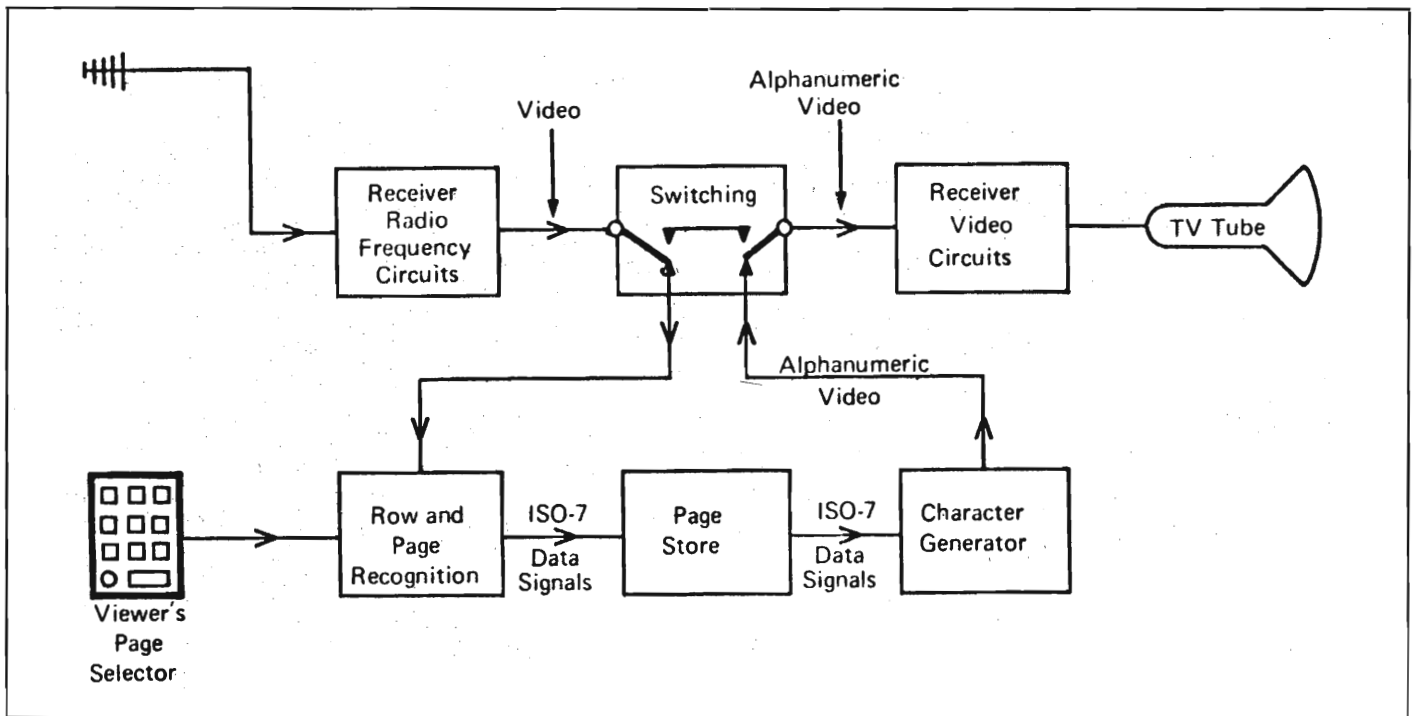 Video
Alphanumeric
Video
Receiver
Radio
Frequency
Circuits
Switching
Receiver
Video
Circuits
TV Tube
Alphanumeric
Video
Viewer's
Page
Selector
Row and
Page
Recognition
ISO-7
Data
Signals
Page
Store
ISO-7
Data
Signals
Character
Generator